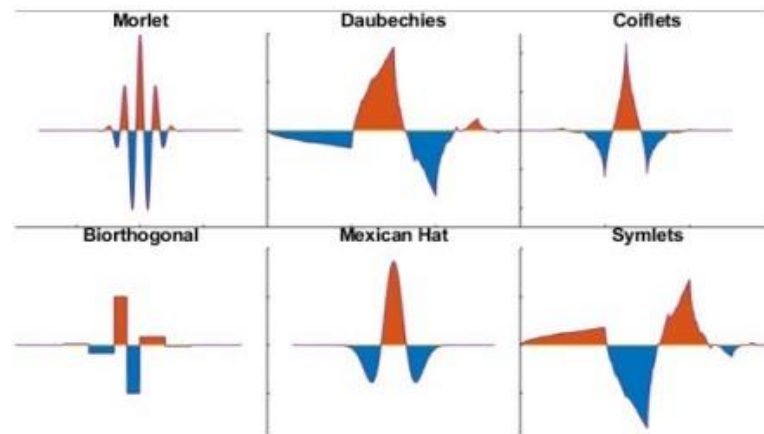 Morlet
Daubechies
Coiflets
Biorthogonal
Mexican Hat
Symlets